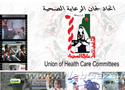 اتحاد لجان الرعاية الصحية
Union of Health Care Committees